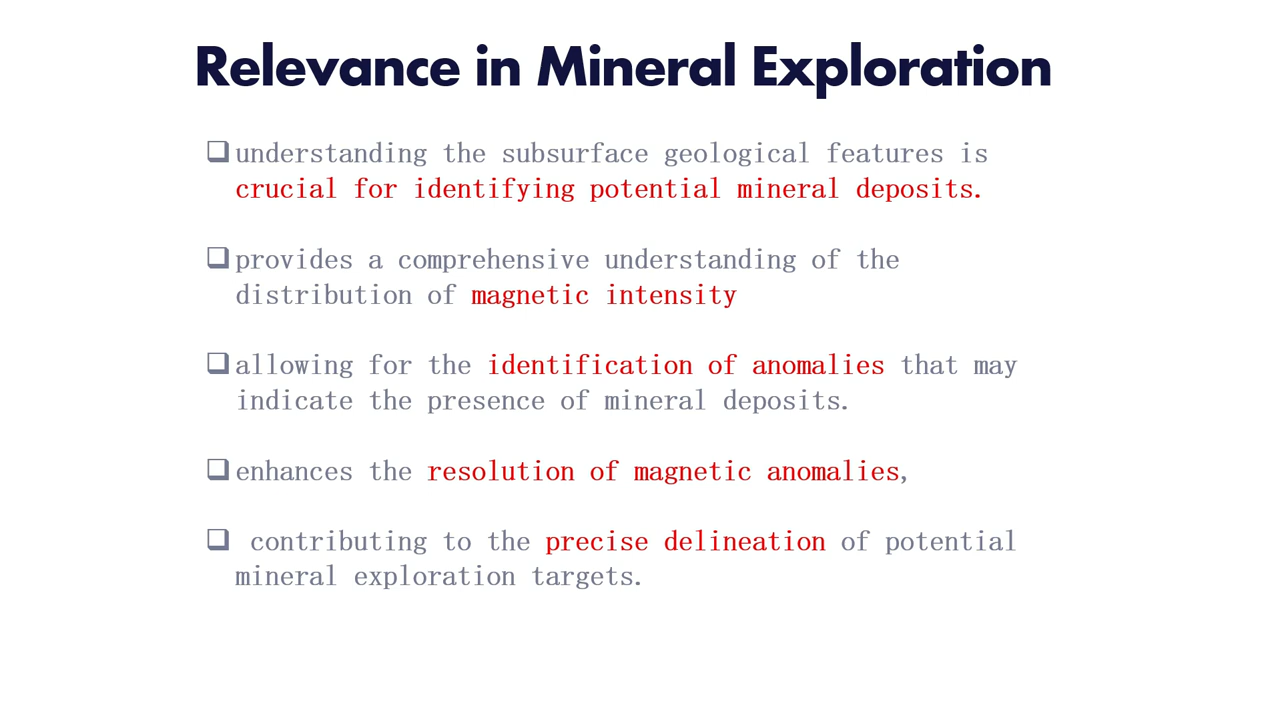 Relevance in Mineral Exploration
❑understanding the subsurface geological features is
crucial for identifying potential mineral deposits.
❑provides a comprehensive understanding of the
distribution of magnetic intensity
❑allowing for the identification of anomalies that may
indicate the presence of mineral deposits.
❑enhances the resolution of magnetic anomalies,
❑ contributing to the precise delineation of potential
mineral exploration targets.